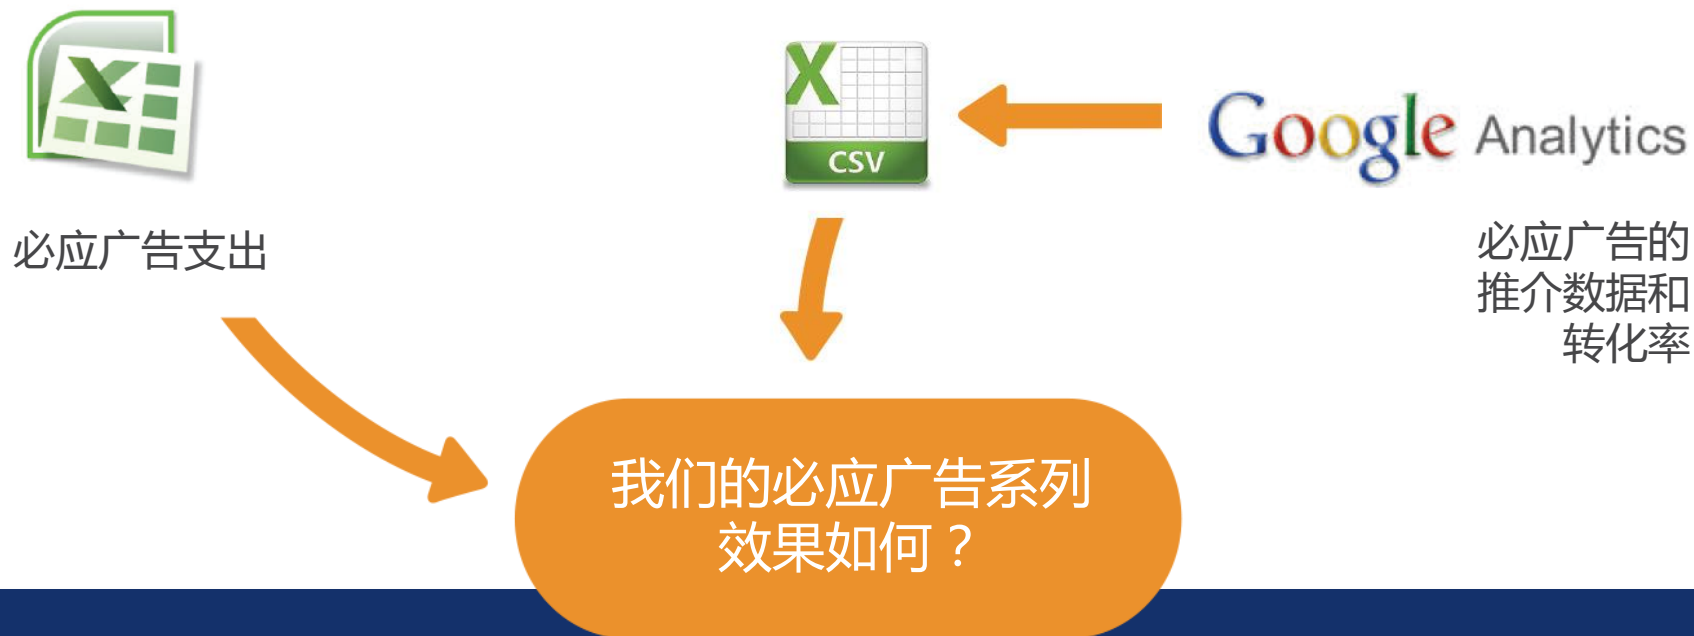 X
CSV
Google Analytics
必应广告支出
必应广告的
推介数据和
转化率
我们的必应广告系列
效果如何？